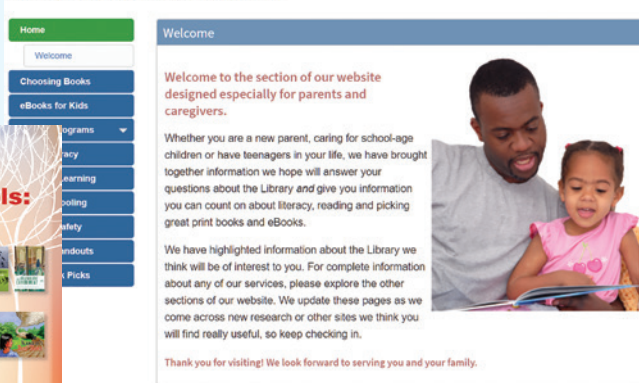 Home
Welcome
Choosing Books
eBooks for Kids
ograms
racy
earning
ooling
afety
andouts
k Picks
ls:
Welcome
Welcome to the section of our website
designed especially for parents and
caregivers.
Whether you are a new parent, caring for school-age
children or have teenagers in your life, we have brought
together information we hope will answer your
questions about the Library and give you information
you can count on about literacy, reading and picking
great print books and eBooks.
We have highlighted information about the Library we
think will be of interest to you. For complete information
about any of our services, please explore the other
sections of our website. We update these pages as we
come across new research or other sites we think you
will find really useful, so keep checking in.
Thank you for visiting! We look forward to serving you and your family.